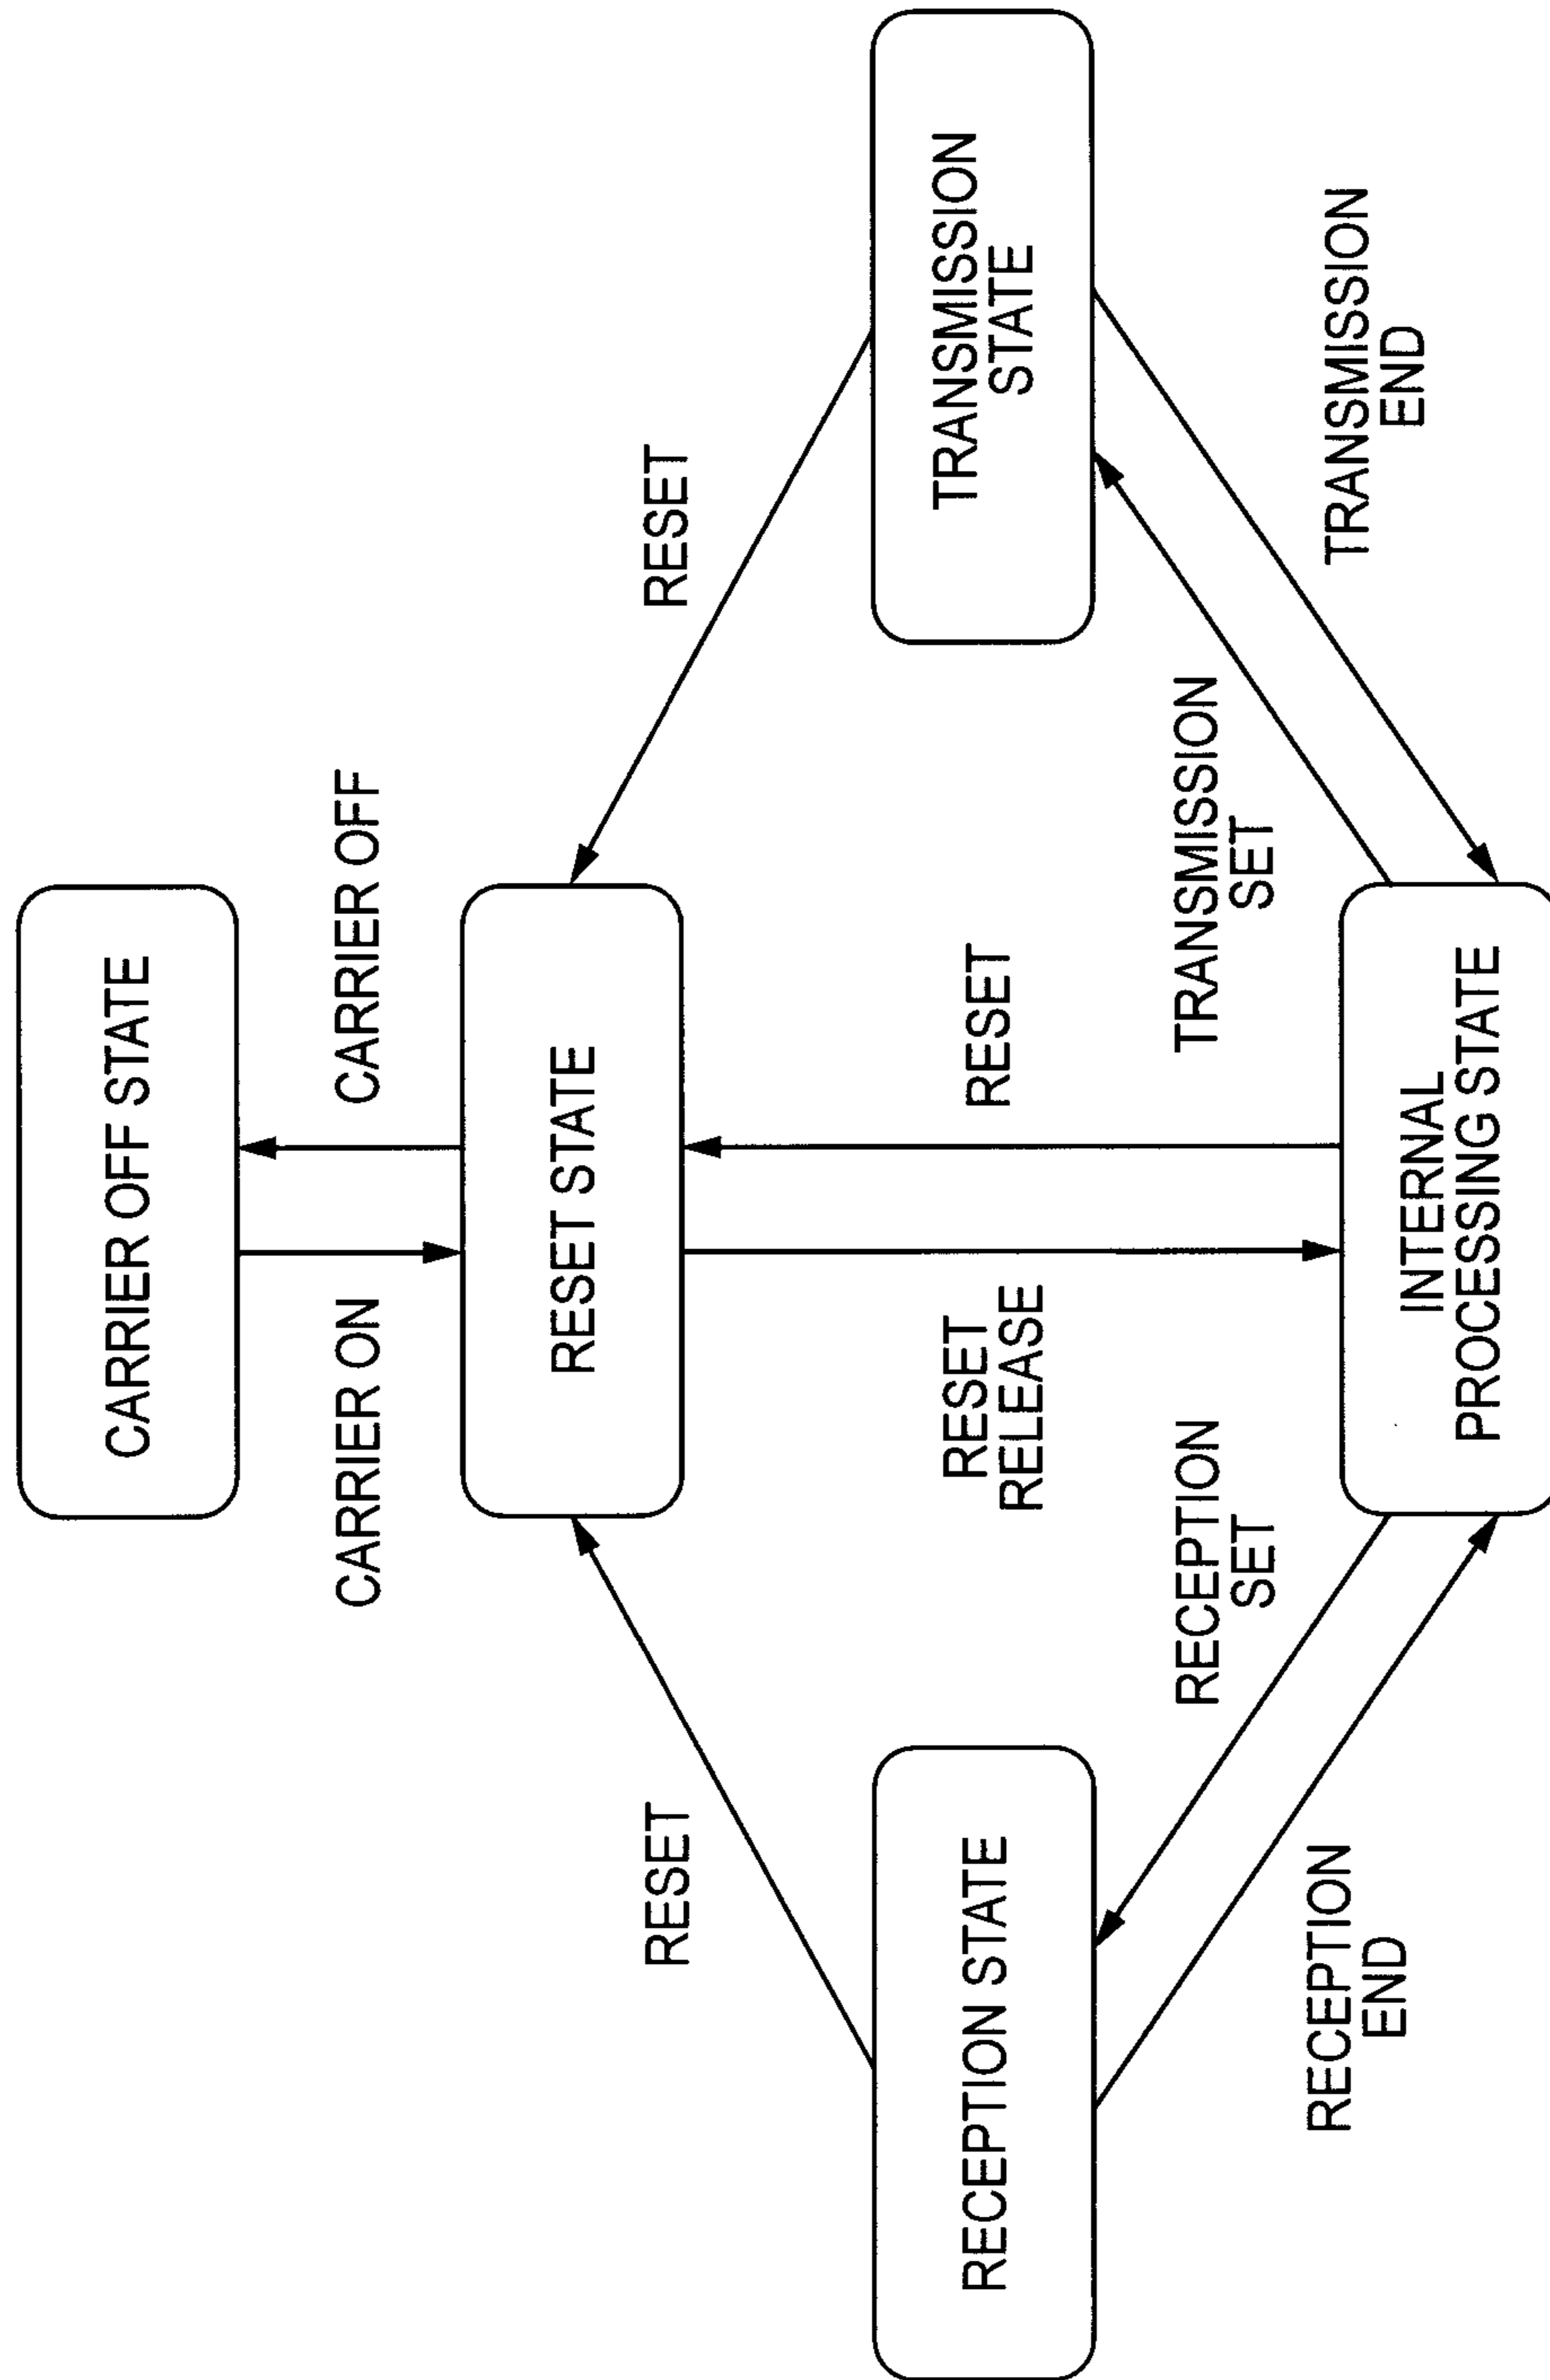 CARRIER OFF STATE
CARRIER ON
CARRIER OFF
RESET STATE
RESET
RESET
RECEPTION STATE
RESET
RELEASE
RESET
TRANSMISSION
STATE
RECEPTION
SET
TRANSMISSION
SET
RECEPTION
END
TRANSMISSION
END
INTERNAL
PROCESSING STATE